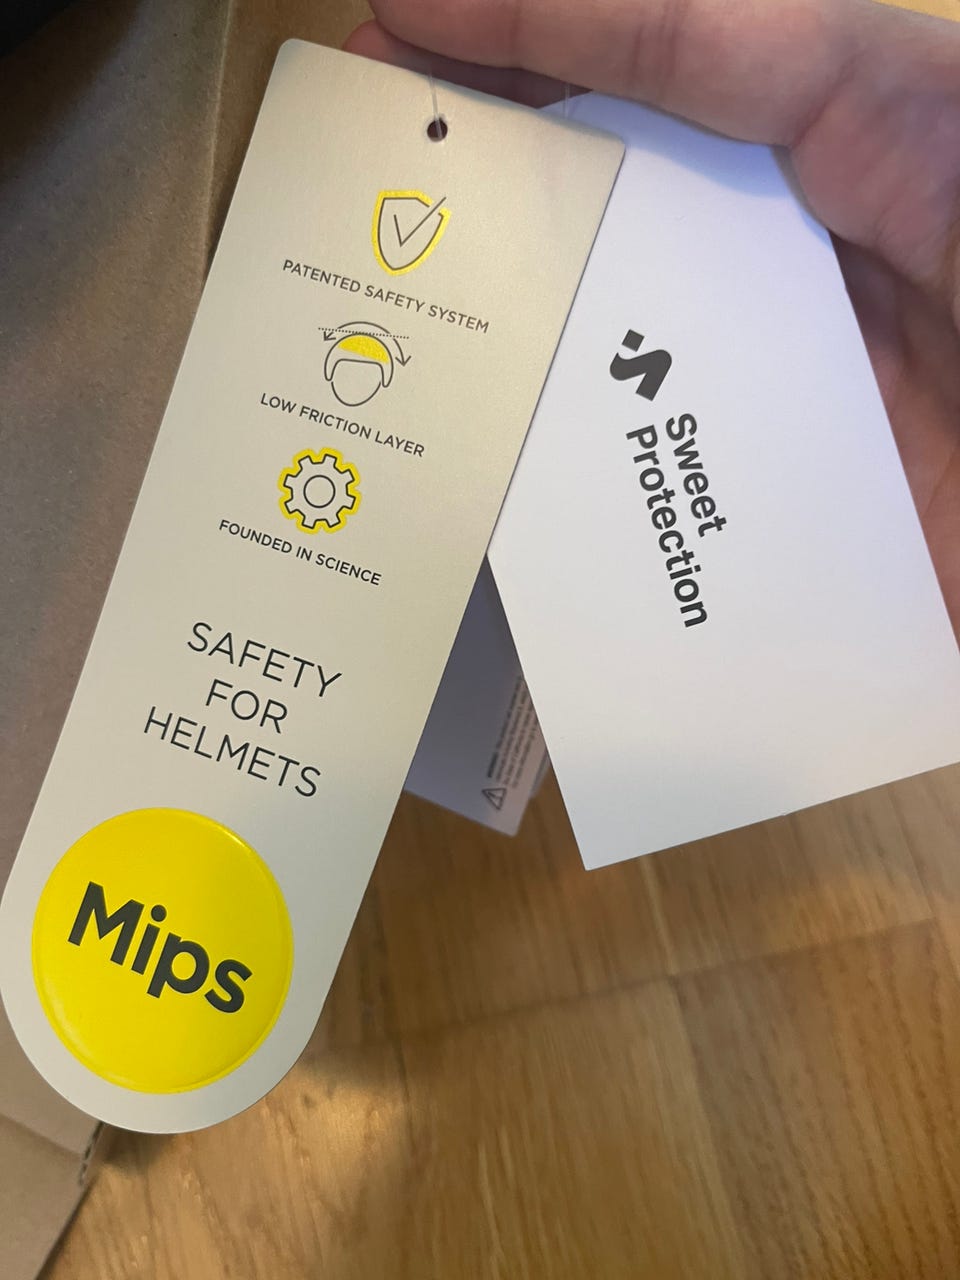 PATENTED SAFETY SYSTEM
LOW FRICTION LAYER
FOUNDED IN SCIENCE
SAFETY
FOR
HELMETS
Mips
Sweet
Protection